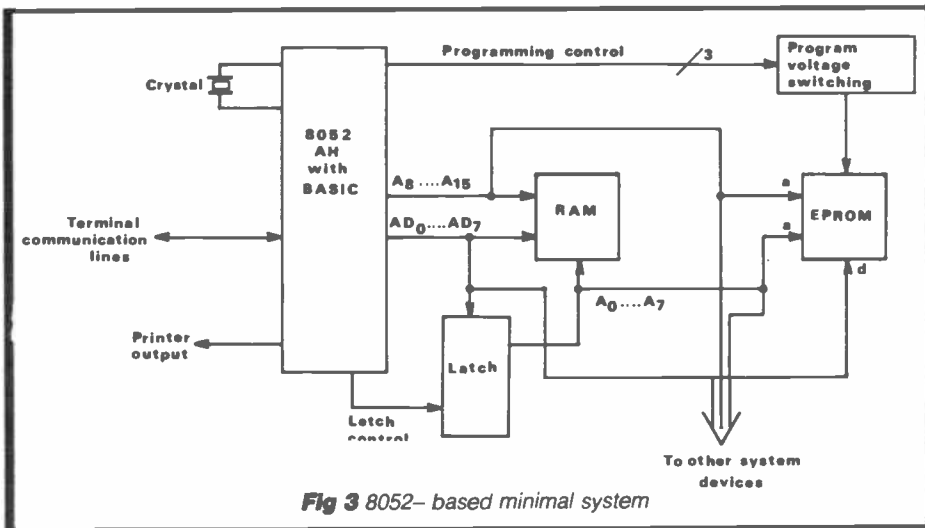 Programming control
3
Program
voltage
switching
Crystal
8052
AH
with
BASIC
A8 ....A15
RAM
a
EPROM
AD0....AD7
a
Terminal
communication
lines
d
A0....A7
Printer
output
Latch
Latch
control
To other system
devices
Fig 3 8052– based minimal system